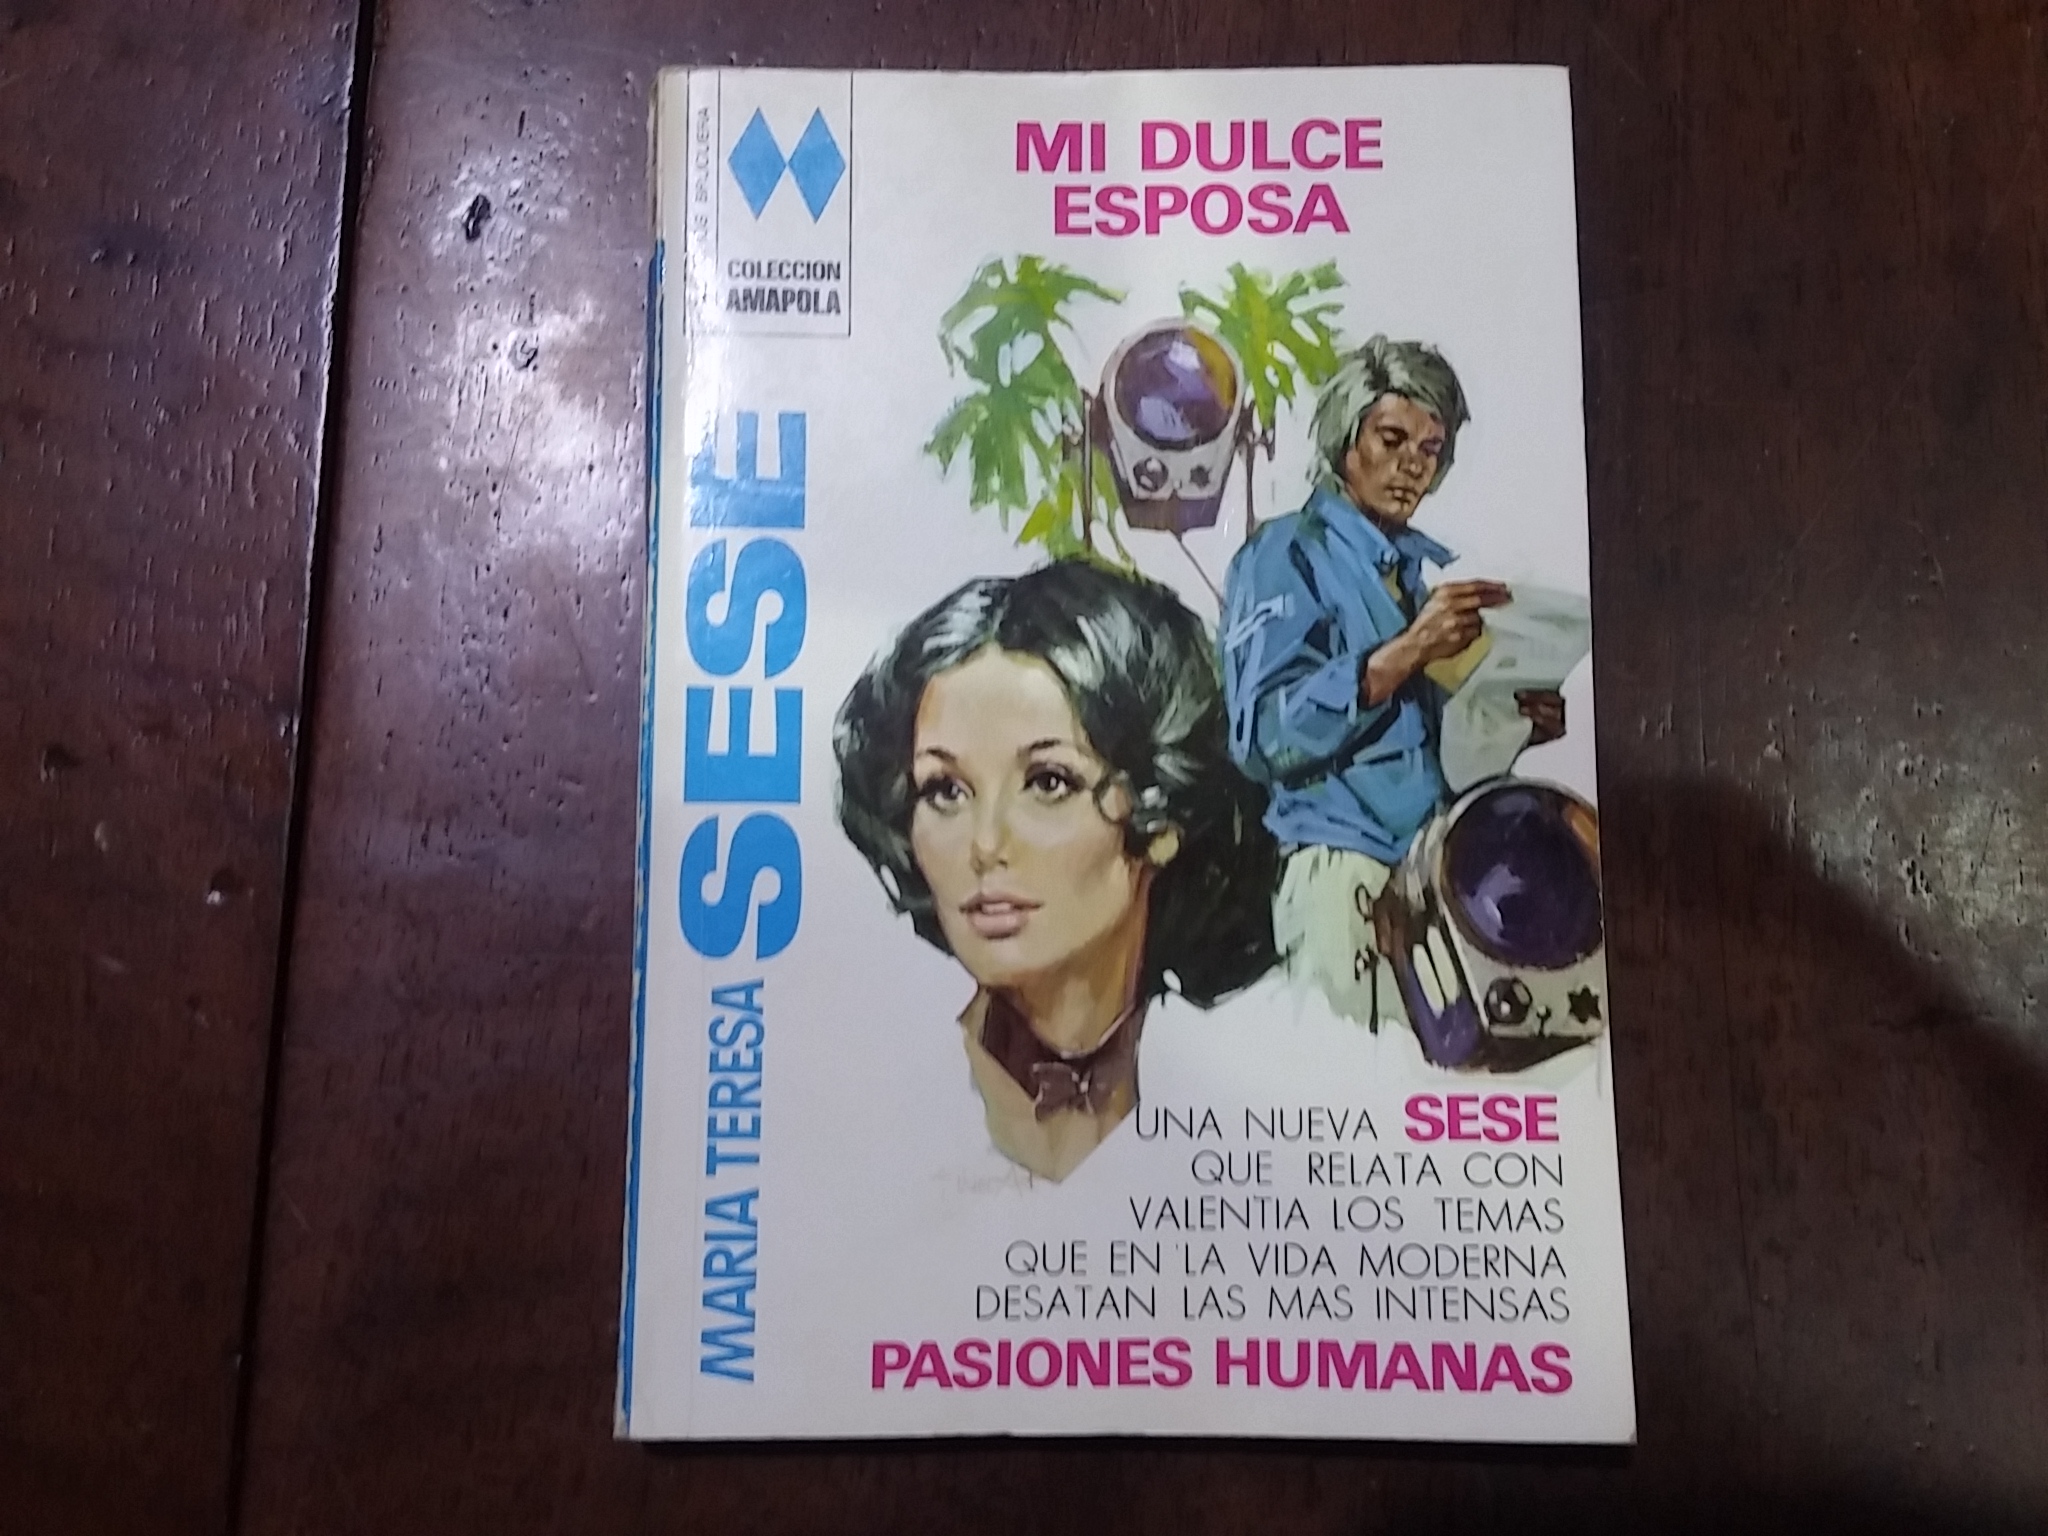 BRUGUERA
COLECCION
AMAPOLA
MI DULCE
ESPOSA
MARIA TERESA SESE
UNA NUEVA SESE
QUE RELATA CON
VALENTIA LOS TEMAS
QUE EN LA VIDA MODERNA
DESATAN LAS MAS INTENSAS
PASIONES HUMANAS